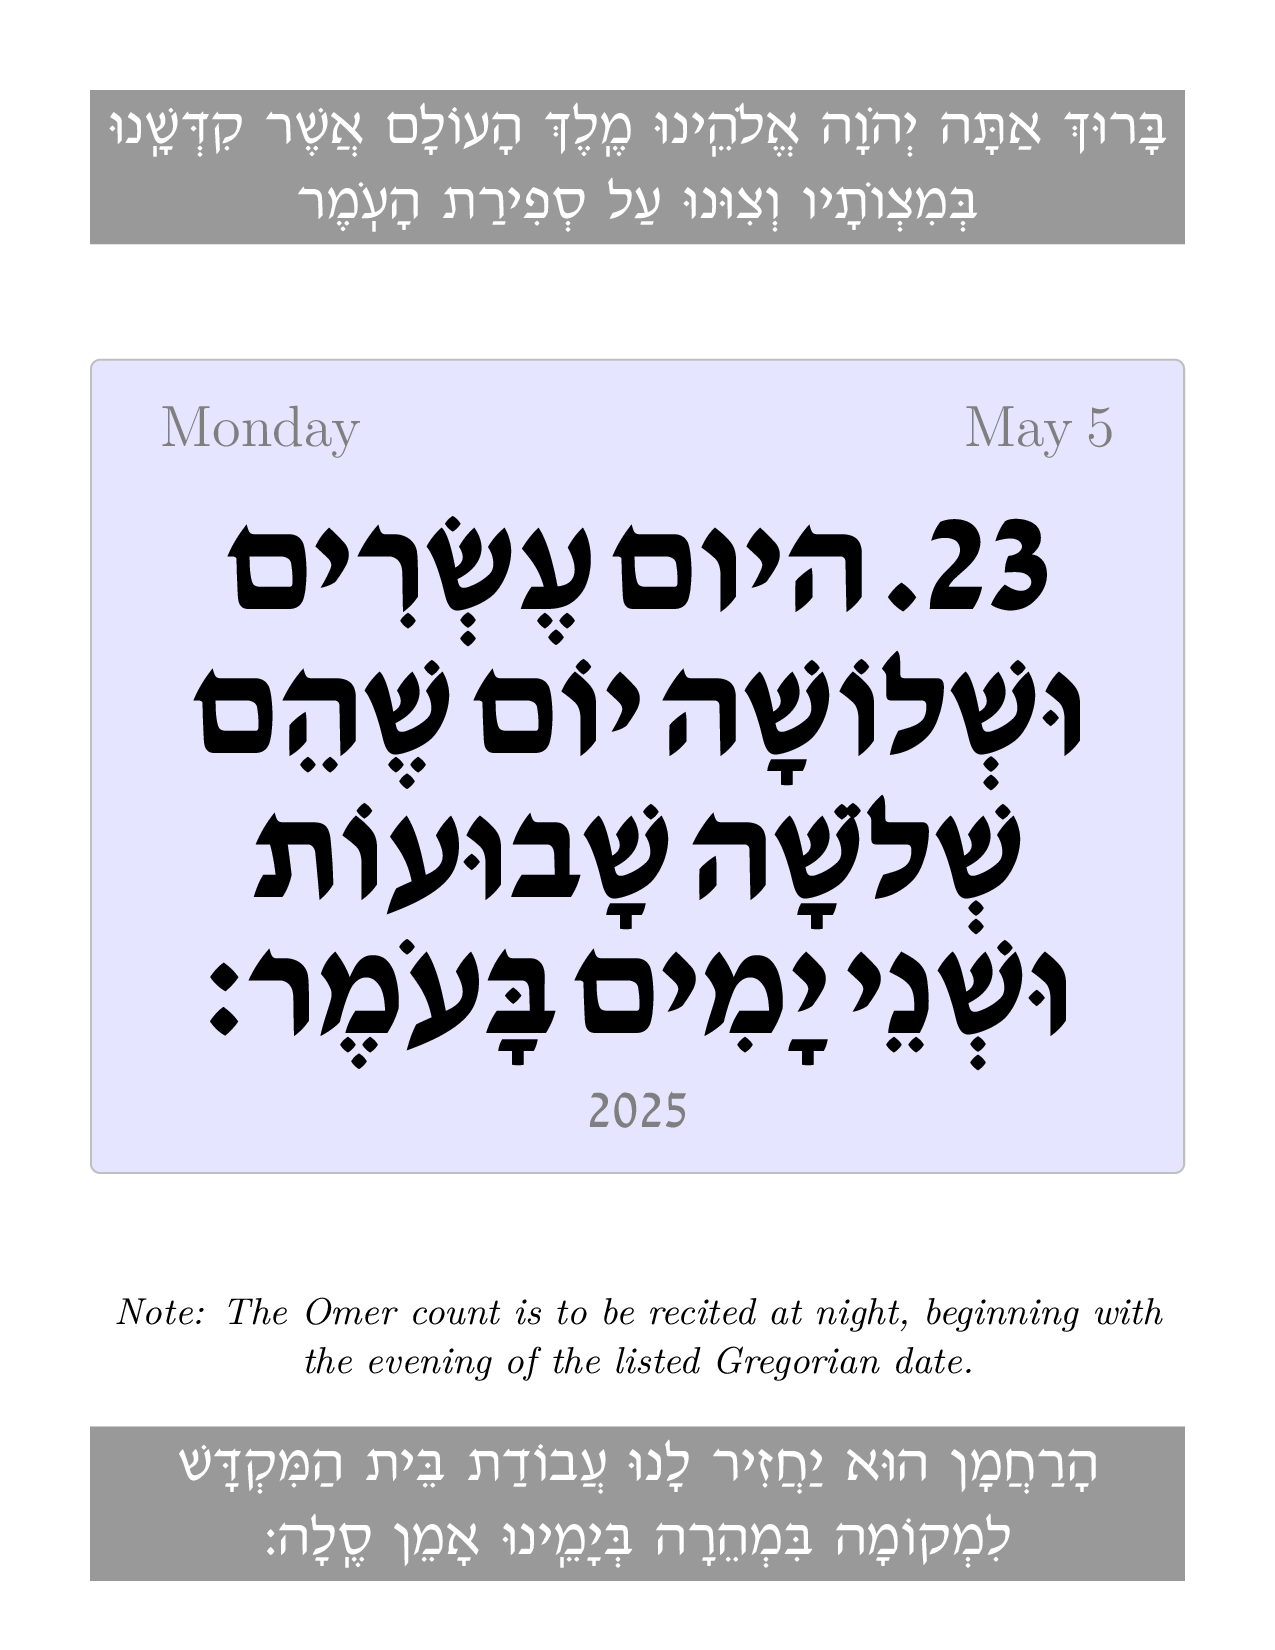 בָּרוּךְ אַתָּה יְהֹוָה אֱלֹהֵֽינוּ מֶֽלֶךְ הָעוֹלָם אֲשֶׁר קִדְּשָֽׁנוּ
בְּמִצְוֹתָיו וְצִוּנוּ עַל סְפִירַת הָעֹֽמֶר
Monday May 5
23. היום עֶשְׂרִים
וּשְׁלוֹשָׁה יוֹם שֶׁהֵם
שְׁלֹשָׁה שָׁבוּעוֹת
וּשְׁנֵי יָמִים בָּעֹמֶר:
2025
Note: The Omer count is to be recited at night, beginning with
the evening of the listed Gregorian date.
הָרַחֲמָן הוּא יַחֲזִיר לָנוּ עֲבוֹדַת בֵּית הַמִּקְדָּשׁ
לִמְקוֹמָהּ בִּמְהֵרָה בְּיָמֵֽינוּ אָמֵן סֶֽלָה: